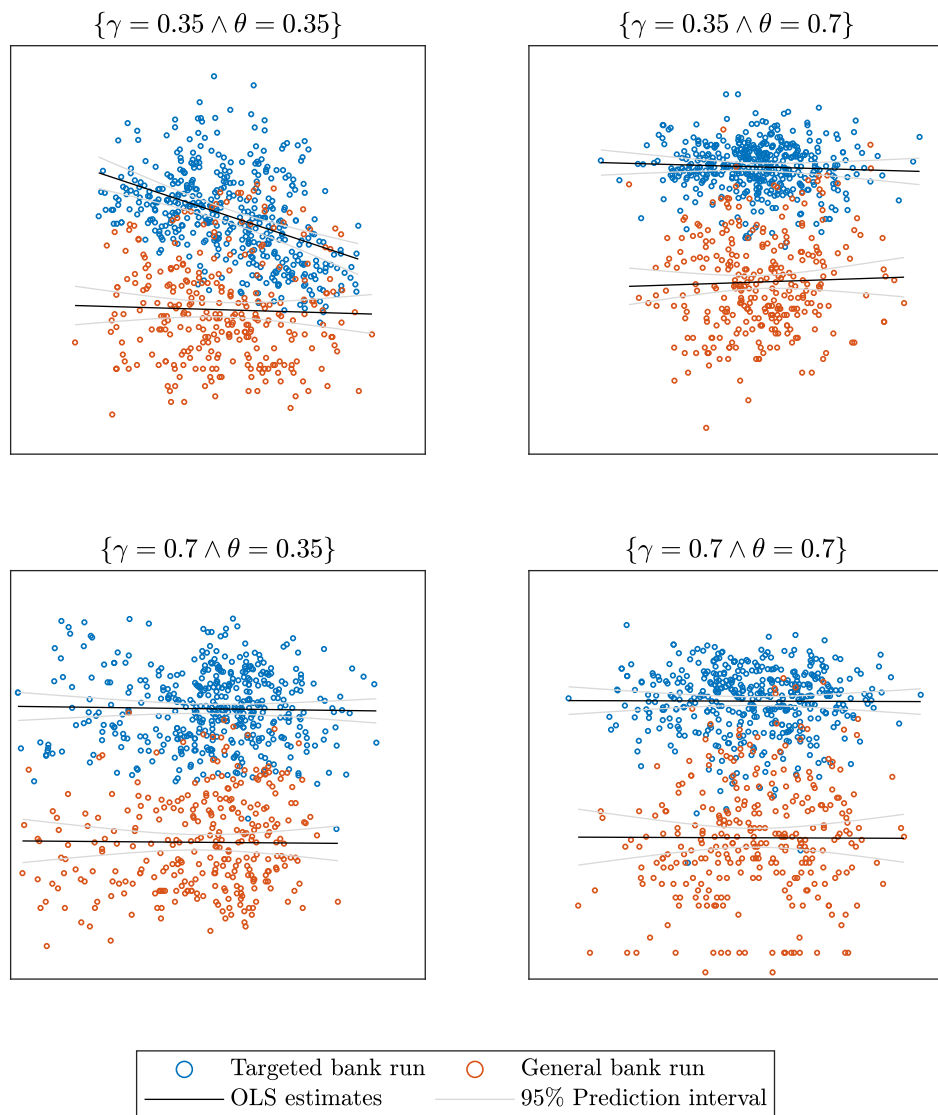 {γ = 0.35 ∧ θ = 0.35}
{γ = 0.35 ∧ θ = 0.7}
{γ = 0.7 ∧ θ = 0.35}
{γ = 0.7 ∧ θ = 0.7}
Targeted bank run
General bank run
OLS estimates
95% Prediction interval